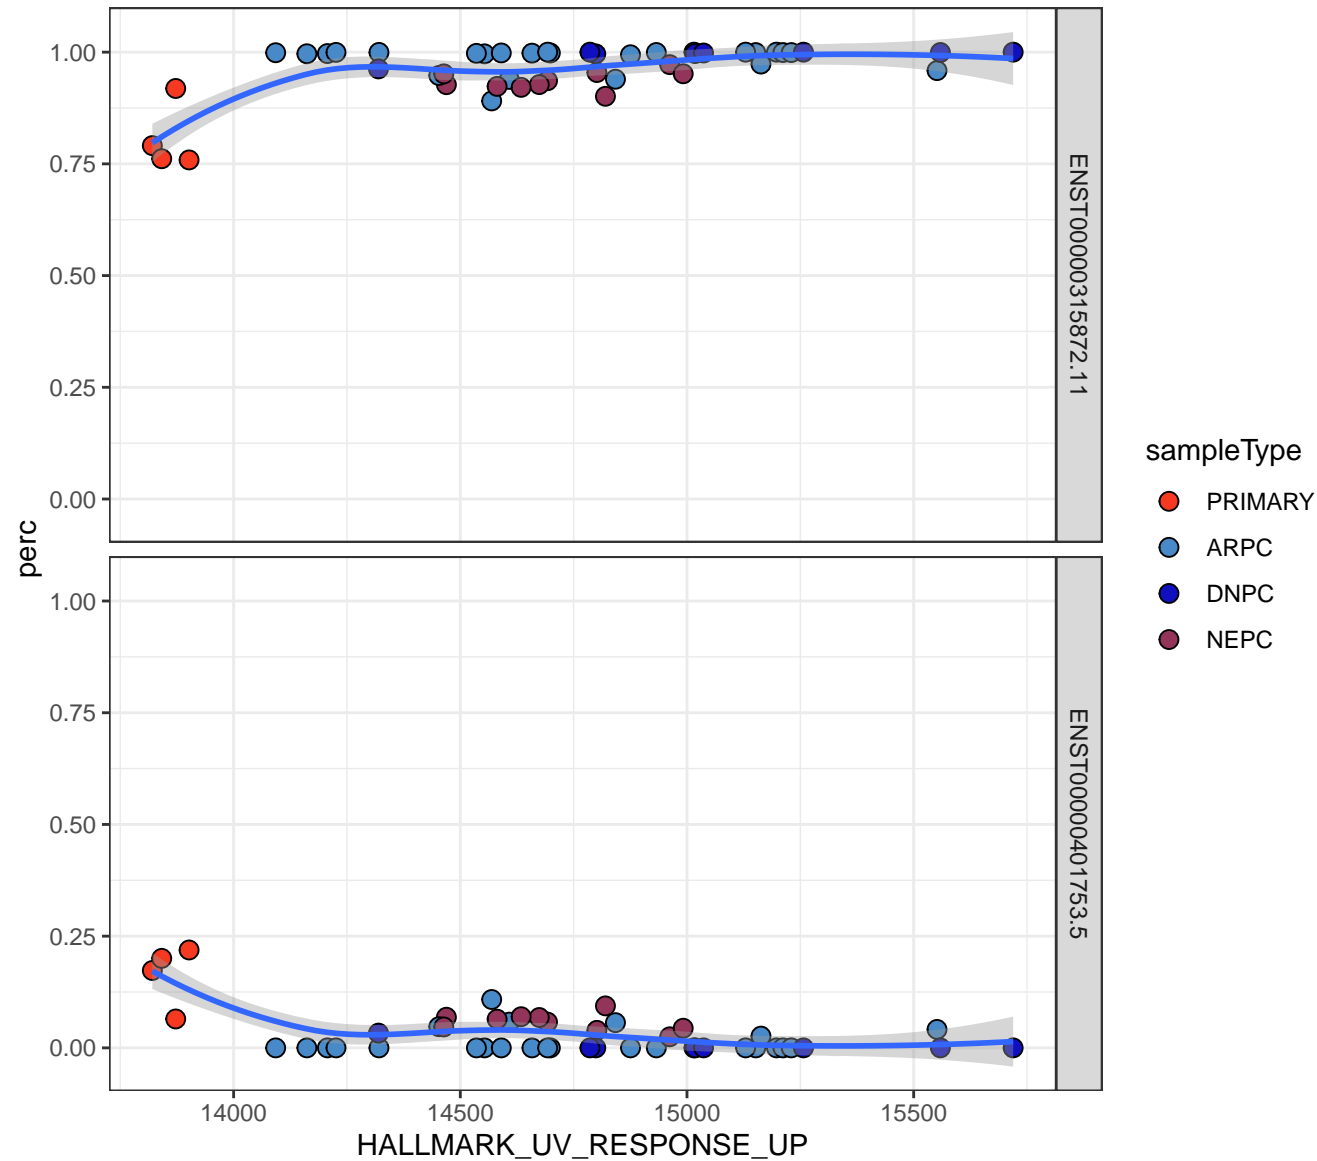 1.00
0.75
0.50
0.25
0.00
ENST00000315872.11
1.00
0.75
0.50
0.25
0.00
ENST00000401753.5
perc
14000
14500
15000
15500
HALLMARK_UV_RESPONSE_UP
sampleType
PRIMARY
ARPC
DNPC
NEPC